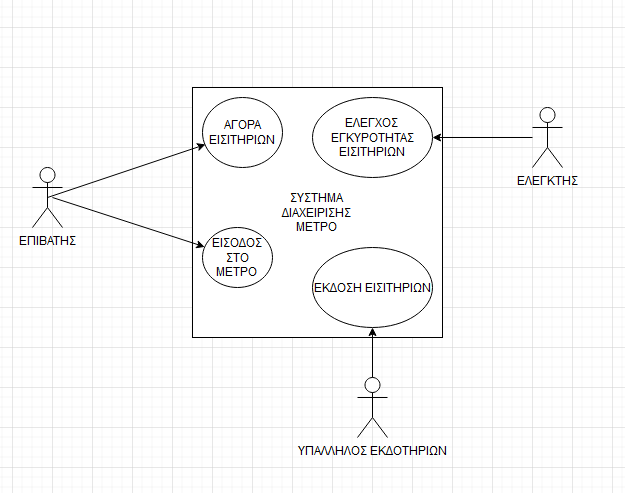 ΑΓΟΡΑ
ΕΙΣΙΤΗΡΙΩΝ
ΕΛΕΓΧΟΣ
ΕΓΚΥΡΟΤΗΤΑΣ
ΕΙΣΙΤΗΡΙΩΝ
ΕΛΕΓΚΤΗΣ
ΣΥΣΤΗΜΑ
ΔΙΑΧΕΙΡΙΣΗΣ
ΜΕΤΡΟ
ΕΠΙΒΑΤΗΣ
ΕΙΣΟΔΟΣ
ΣΤΟ
ΜΕΤΡΟ
ΕΚΔΟΣΗ ΕΙΣΙΤΗΡΙΩΝ
ΥΠΑΛΛΗΛΟΣ ΕΚΔΟΤΗΡΙΩΝ